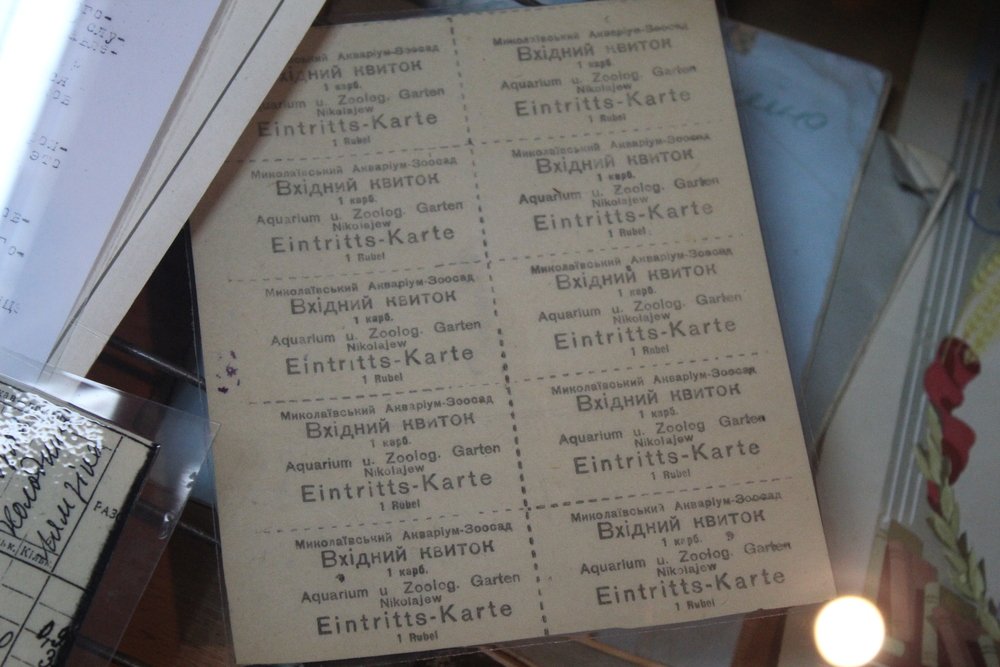 Акваріум-Зоосад
Вхідний квиток
1 карб.
Aquarium u. Zoolog. Garten
Nikolajew
Eintritts-Karte
1 Rubel
Миколаївський Акваріум-Зоосад
Вхідний квиток
1 карб.
Aquarium u. Zoolog. Garten
Nikolajew
Eintritts-Karte
1 Rubel
Миколаївський Акваріум-Зоосад
Вхідний квиток
1 карб.
Aquarium u. Zoolog. Garten
Nikolajew
Eintritts-Karte
1 Rubel
Миколаївський Акваріум-Зоосад
Вхідний квиток
1 карб.
Aquarium u. Zoolog. Garten
Nikolajew
Eintritts-Karte
1 Rubel
Миколаївський Акваріум-Зоосад
Вхідний квиток
1 карб.
Aquarium u. Zoolog. Garten
Nikolajew
Eintritts-Karte
1 Rubel
Миколаївський Акваріум-Зоосад
Вхідний квиток
1 карб.
Aquarium u. Zoolog. Garten
Nikolajew
Eintritts-Karte
1 Rubel
Миколаївський Акваріум-Зоосад
Вхідний квиток
1 карб.
Aquarium u. Zoolog. Garten
Nikolajew
Eintritts-Karte
1 Rubel
Миколаївський Акваріум-Зоосад
Вхідний квиток
1 карб.
Aquarium u. Zoolog. Garten
Nikolajew
Eintritts-Karte
1 Rubel
Миколаївський Акваріум-Зоосад
Вхідний квиток
1 карб.
Aquarium u. Zoolog. Garten
Nikolajew
Eintritts-Karte
1 Rubel
Миколаївський Акваріум-Зоосад
Вхідний квиток
1 карб.
Aquarium u. Zoolog. Garten
Nikolajew
Eintritts-Karte
1 Rubel